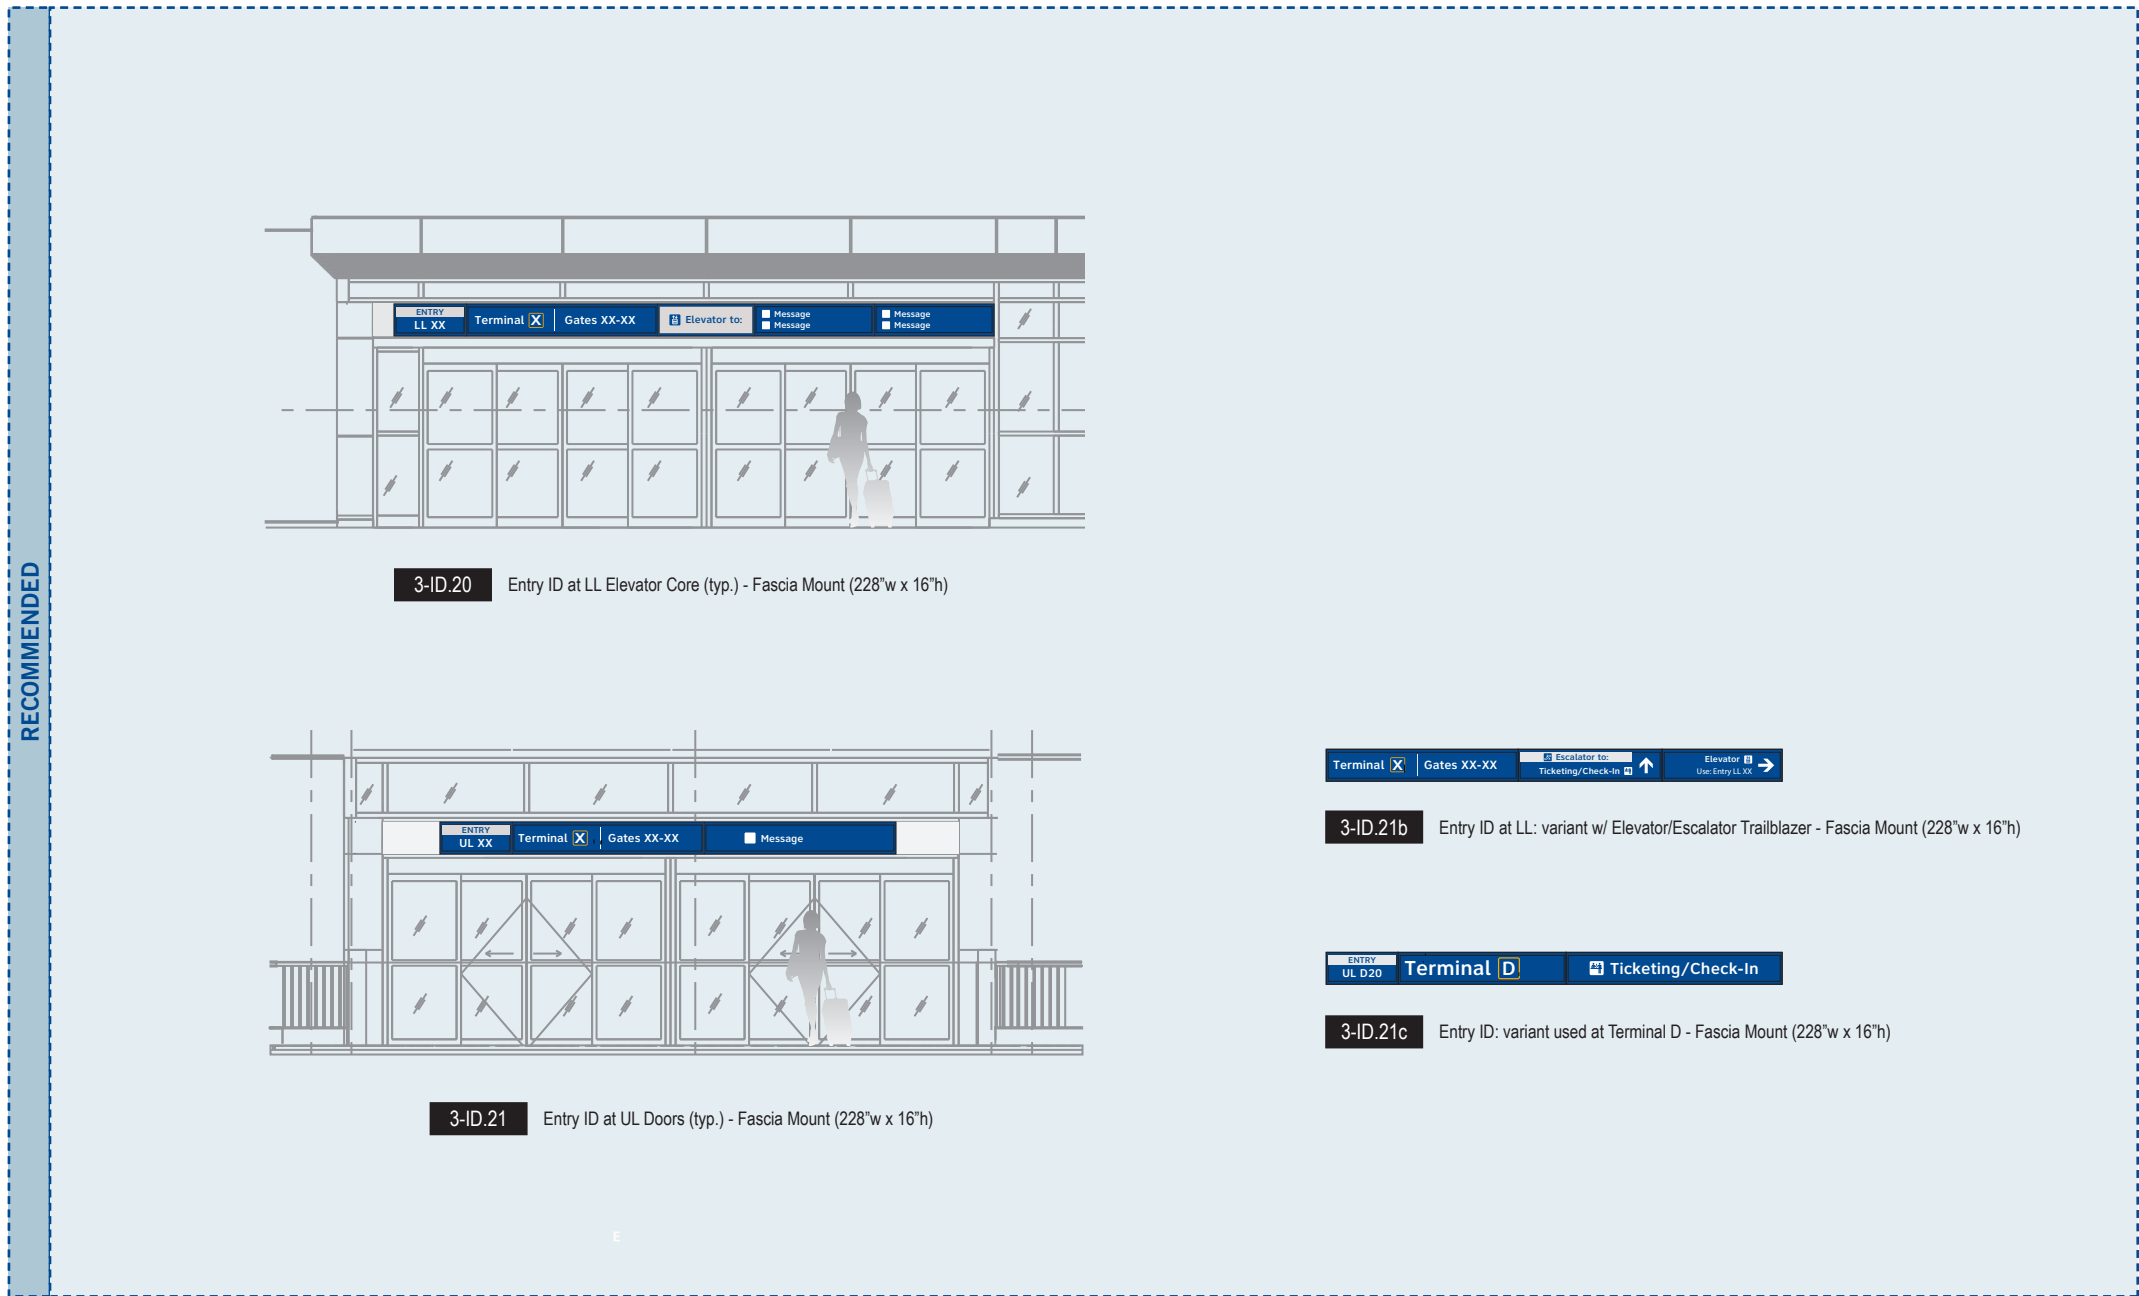 RECOMMENDED
ENTRY
LL XX
Terminal X
Gates XX-XX
Elevator to:
Message
Message
Message
Message
3-ID.20
Entry ID at LL Elevator Core (typ.) - Fascia Mount (228”w x 16”h)
ENTRY
UL XX
Terminal X
Gates XX-XX
Message
3-ID.21
Entry ID at UL Doors (typ.) - Fascia Mount (228”w x 16”h)
Terminal X
Gates XX-XX
Escalator to:
Ticketing/Check-In
Elevator
Use: Entry LL XX
3-ID.21b
Entry ID at LL: variant w/ Elevator/Escalator Trailblazer - Fascia Mount (228”w x 16”h)
ENTRY
UL D20
Terminal D
Ticketing/Check-In
3-ID.21c
Entry ID: variant used at Terminal D - Fascia Mount (228”w x 16”h)
E